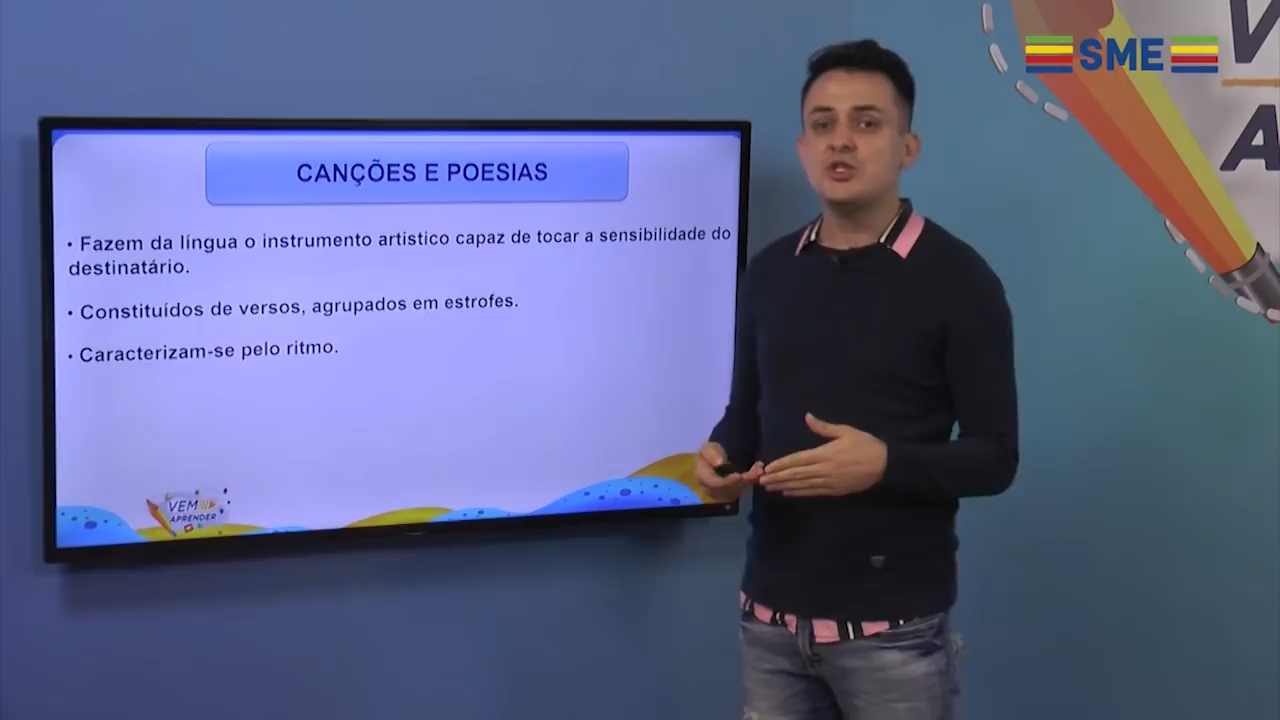 SME
CANÇÕES E POESIAS
• Fazem da língua o instrumento artístico capaz de tocar a sensibilidade do
destinatário.
• Constituídos de versos, agrupados em estrofes.
• Caracterizam-se pelo ritmo.
VEM
APRENDER
V
A